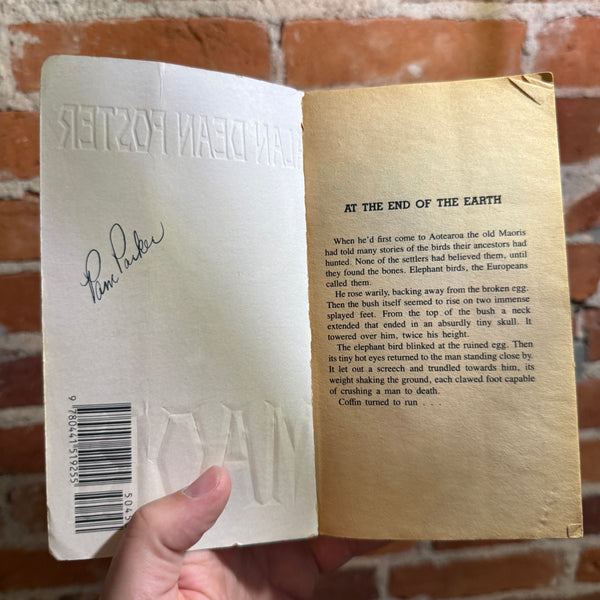 ALAN DEAN FOSTER
Pam Parker
MAO
9 780441 519255
5045
AT THE END OF THE EARTH
When he'd first come to Aotearoa the old Maoris
had told many stories of the birds their ancestors had
hunted. None of the settlers had believed them, until
they found the bones. Elephant birds, the Europeans
called them.
He rose warily, backing away from the broken egg.
Then the bush itself seemed to rise on two immense
splayed feet. From the top of the bush a neck
extended that ended in an absurdly tiny skull. It
towered over him, twice his height.
The elephant bird blinked at the ruined egg. Then
its tiny hot eyes returned to the man standing close by.
It let out a screech and trundled towards him, its
weight shaking the ground, each clawed foot capable
of crushing a man to death.
Coffin turned to run . . .